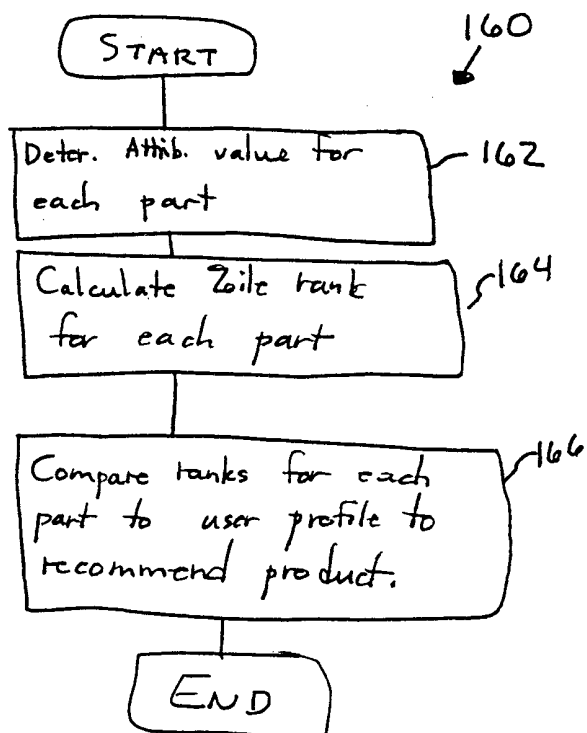 160
START
Deter. Attrib. value for
each part
162
Calculate %ile rank
for each part
164
Compare ranks for each
part to user profile to
recommend product.
166
END